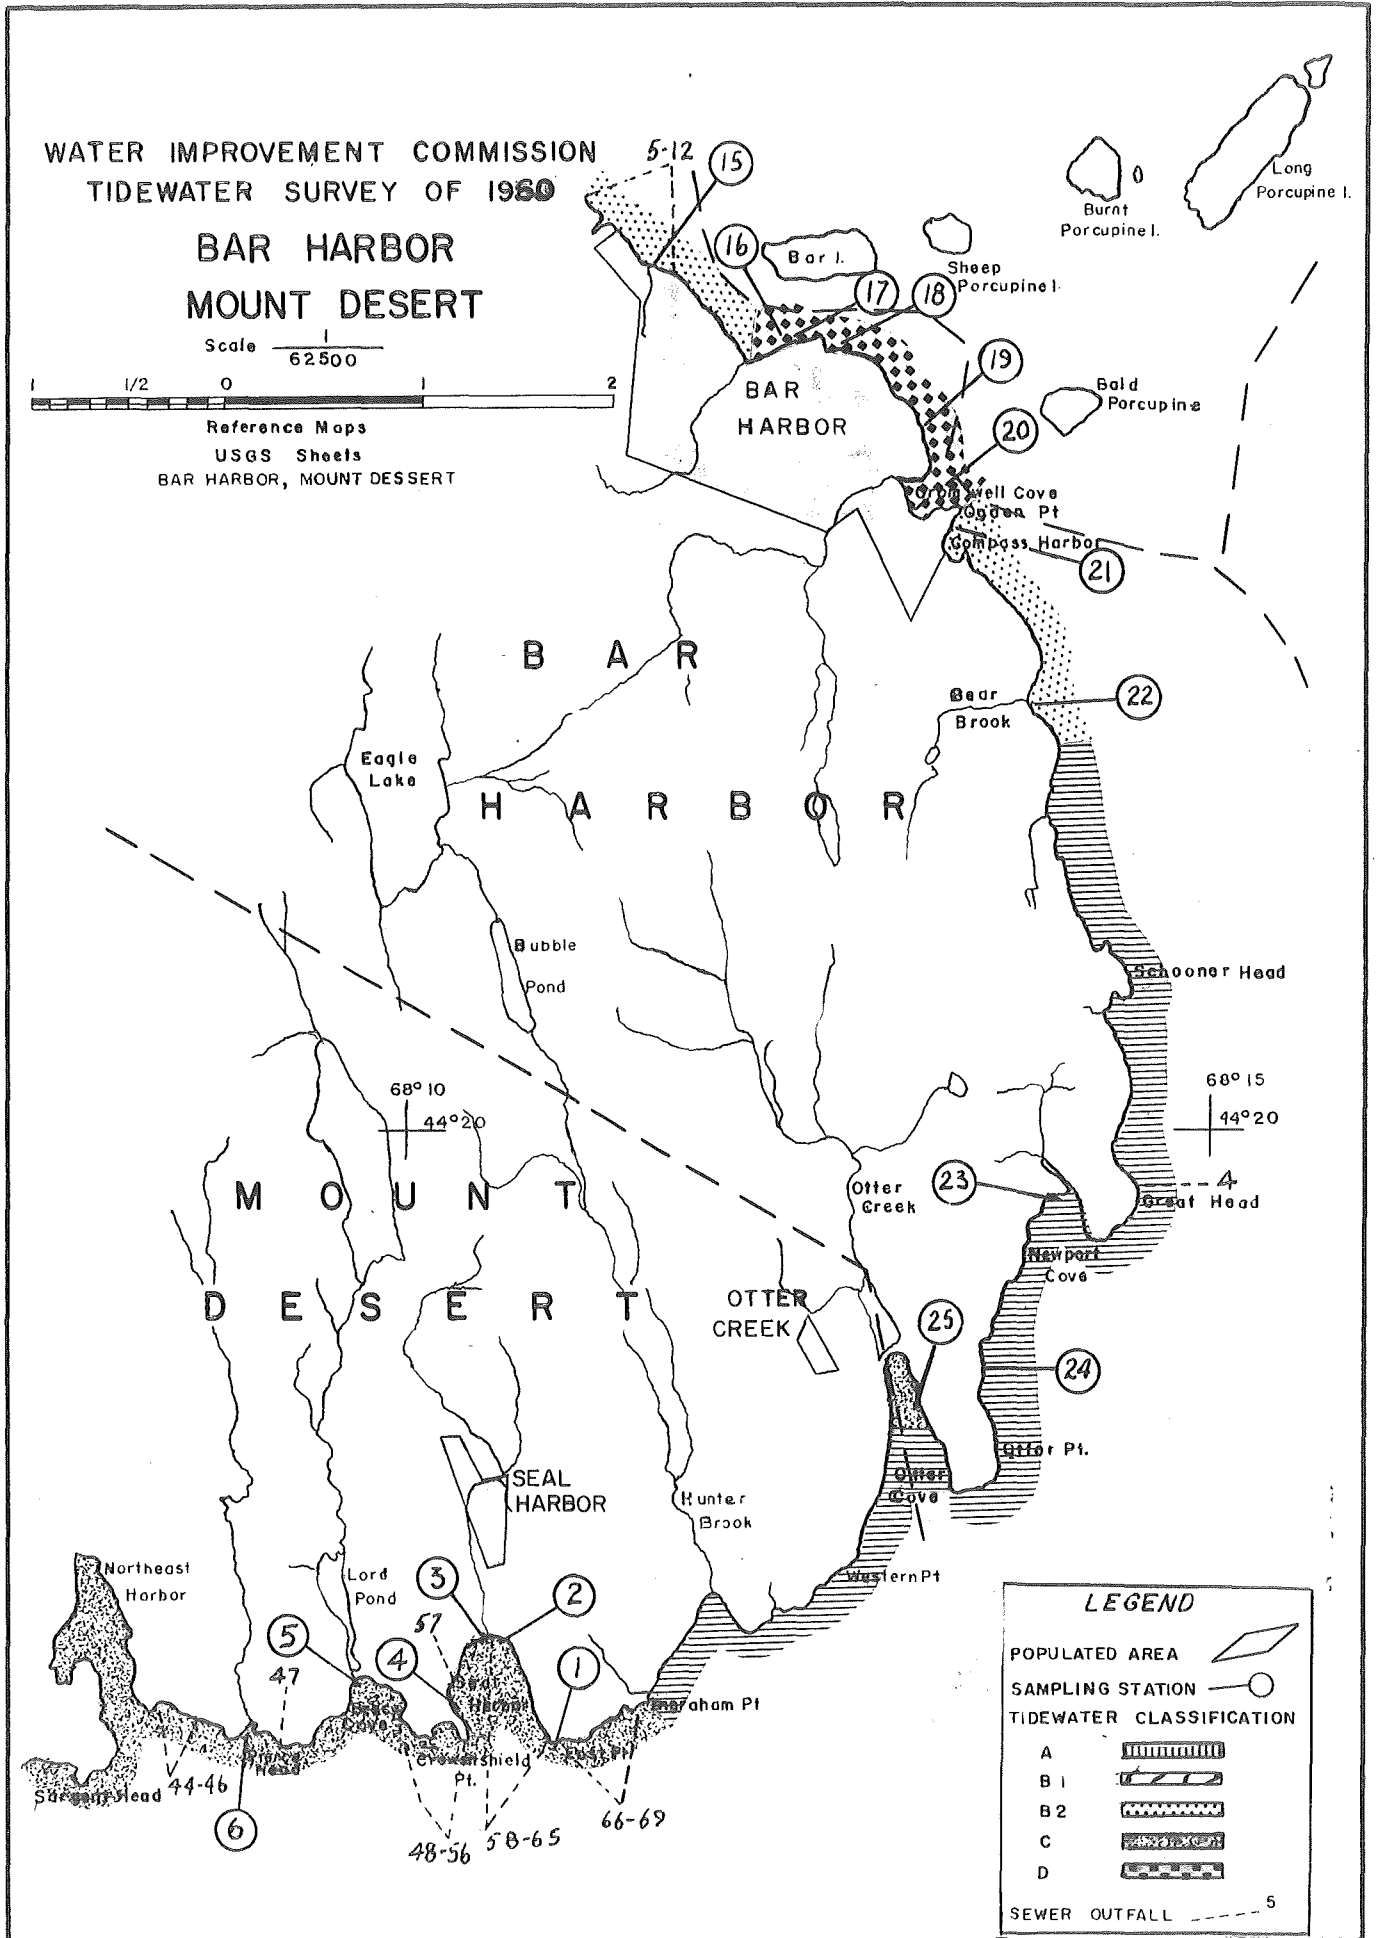 WATER IMPROVEMENT COMMISSION
TIDEWATER SURVEY OF 1960
BAR HARBOR
MOUNT DESERT
Scale 1
62500
1 1/2 0 1 2
Reference Maps
USGS Sheets
BAR HARBOR, MOUNT DESSERT
5-12
15
16
Bar I.
17
18
Sheep
Porcupine I.
Burnt
Porcupine I.
Long
Porcupine I.
19
Bald
Porcupine
20
BAR
HARBOR
Cromwell Cove
Ogden Pt
Compass Harbor
21
BAR
HARBOR
Bear
Brook
22
Eagle
Lake
Bubble
Pond
Schooner Head
68° 10
44° 20
68° 15
44° 20
MOUNT
DESERT
Otter
Creek
23
4
Great Head
Newport
Cove
OTTER
CREEK
25
24
Otter Pt.
Otter
Cove
SEAL
HARBOR
Hunter
Brook
Western Pt
Northeast
Harbor
Lord
Pond
3
2
57
5
4
1
47
Seal
Harbor
Cove
Ingraham Pt
East Pt
Crowninshield
Pt.
Head
Sargent Head
44-46
6
48-56
58-65
66-69
LEGEND
POPULATED AREA
SAMPLING STATION
TIDEWATER CLASSIFICATION
A
B 1
B 2
C
D
SEWER OUTFALL 5